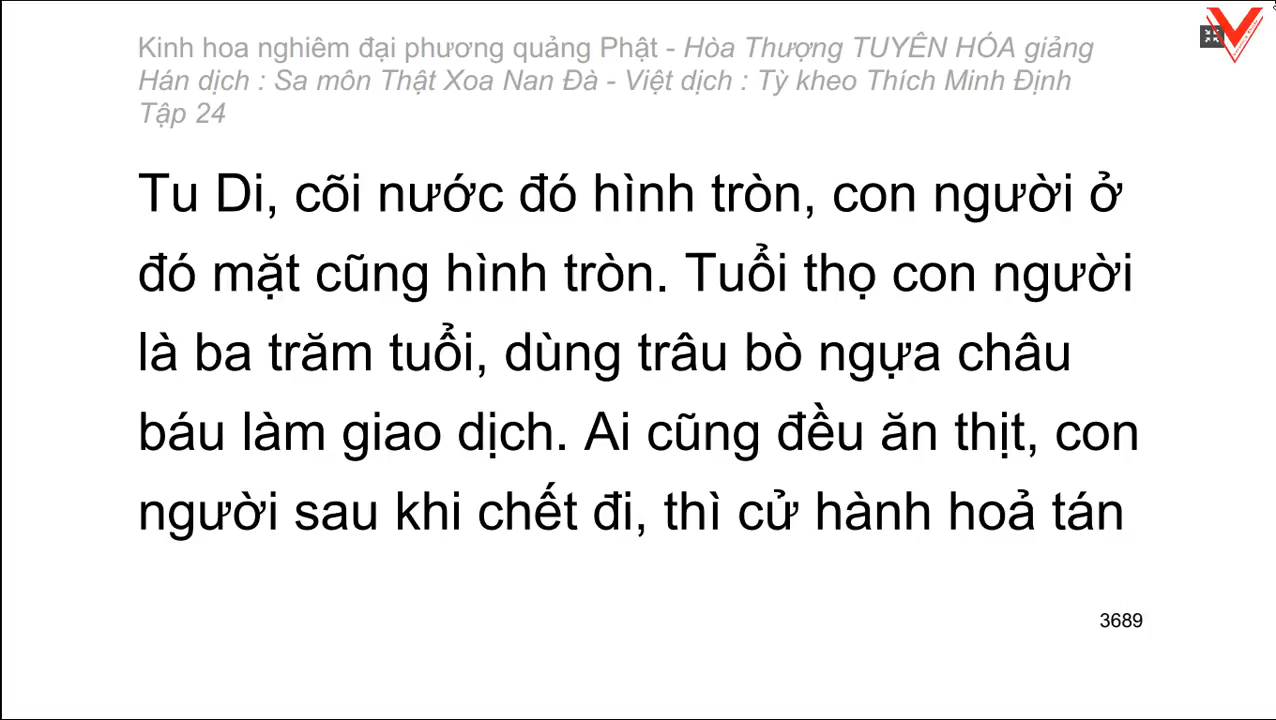 Kinh hoa nghiêm đại phương quảng Phật - Hòa Thượng TUYÊN HÓA giảng
Hán dịch : Sa môn Thật Xoa Nan Đà - Việt dịch : Tỳ kheo Thích Minh Định
Tập 24
Tu Di, cõi nước đó hình tròn, con người ở
đó mặt cũng hình tròn. Tuổi thọ con người
là ba trăm tuổi, dùng trâu bò ngựa châu
báu làm giao dịch. Ai cũng đều ăn thịt, con
người sau khi chết đi, thì cử hành hoả tán
3689